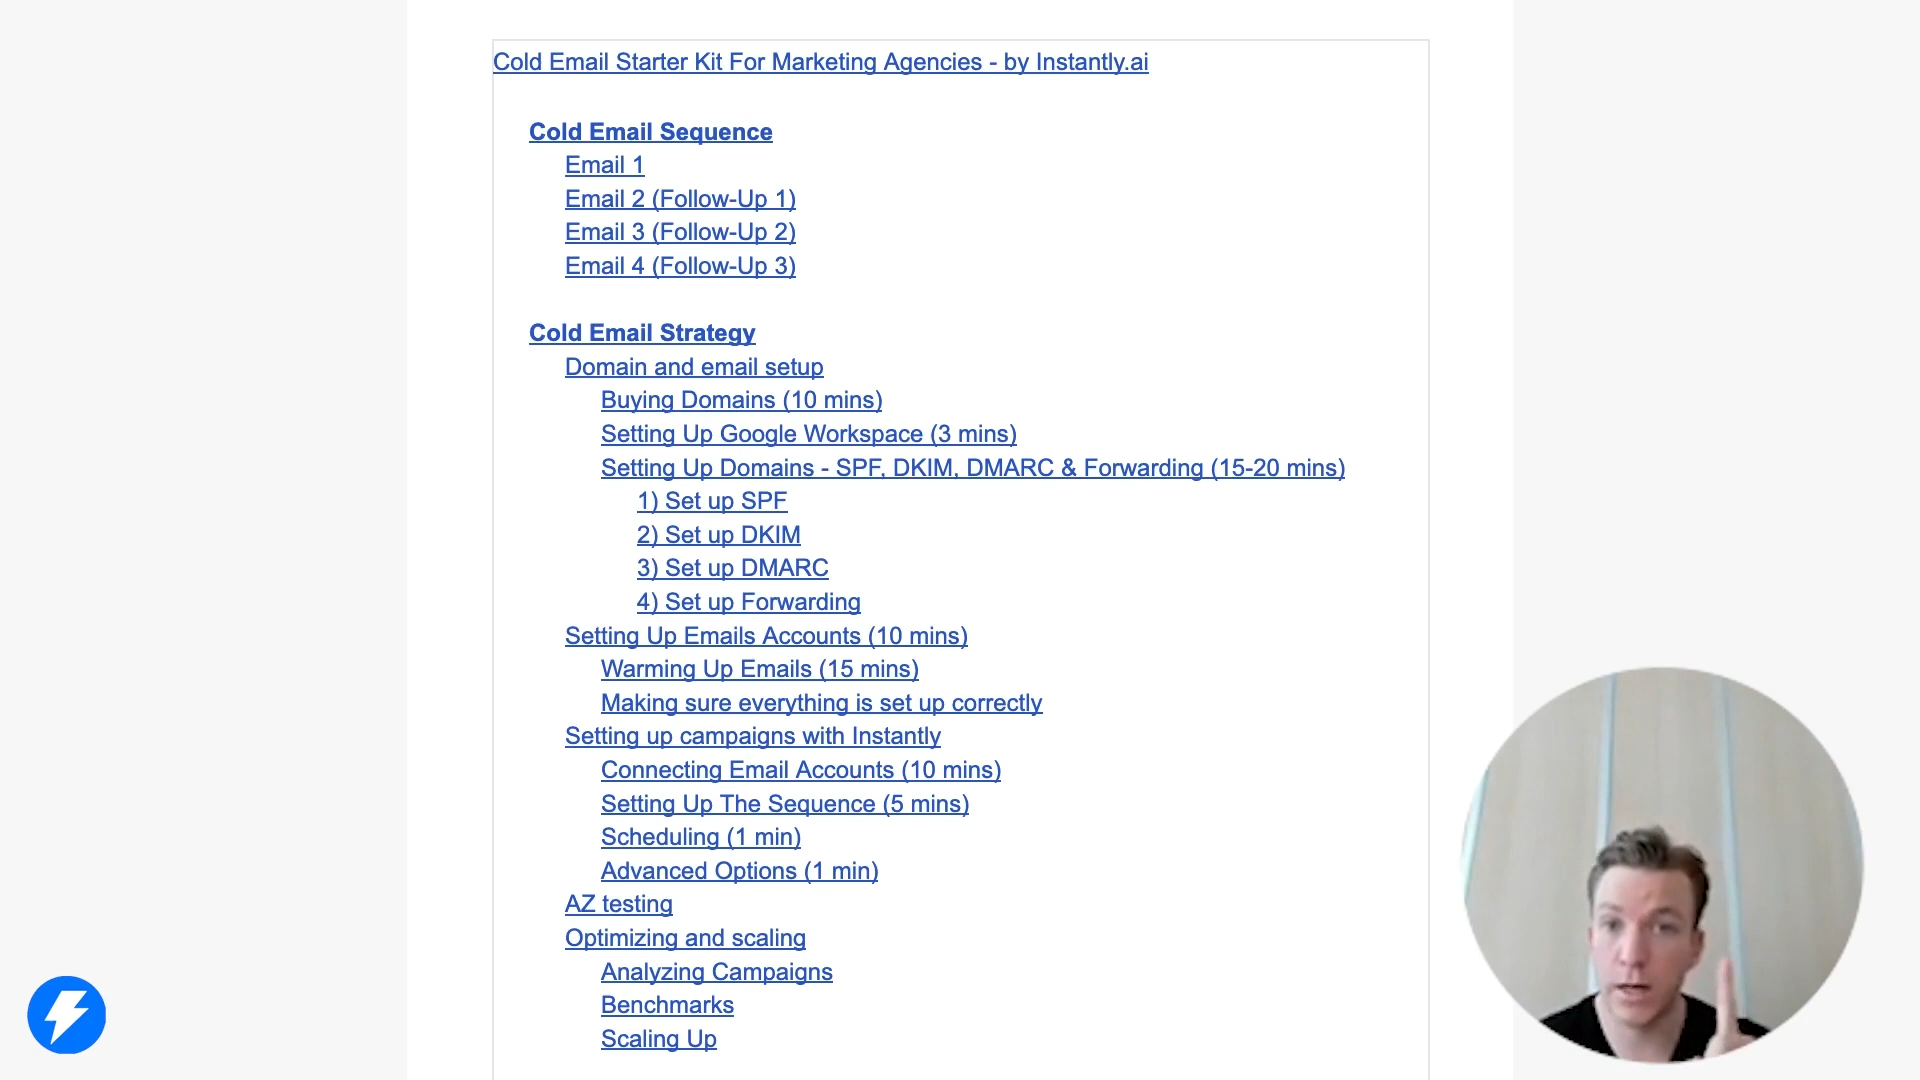 Cold Email Starter Kit For Marketing Agencies - by Instantly.ai
Cold Email Sequence
Email 1
Email 2 (Follow-Up 1)
Email 3 (Follow-Up 2)
Email 4 (Follow-Up 3)
Cold Email Strategy
Domain and email setup
Buying Domains (10 mins)
Setting Up Google Workspace (3 mins)
Setting Up Domains - SPF, DKIM, DMARC & Forwarding (15-20 mins)
1) Set up SPF
2) Set up DKIM
3) Set up DMARC
4) Set up Forwarding
Setting Up Emails Accounts (10 mins)
Warming Up Emails (15 mins)
Making sure everything is set up correctly
Setting up campaigns with Instantly
Connecting Email Accounts (10 mins)
Setting Up The Sequence (5 mins)
Scheduling (1 min)
Advanced Options (1 min)
AZ testing
Optimizing and scaling
Analyzing Campaigns
Benchmarks
Scaling Up